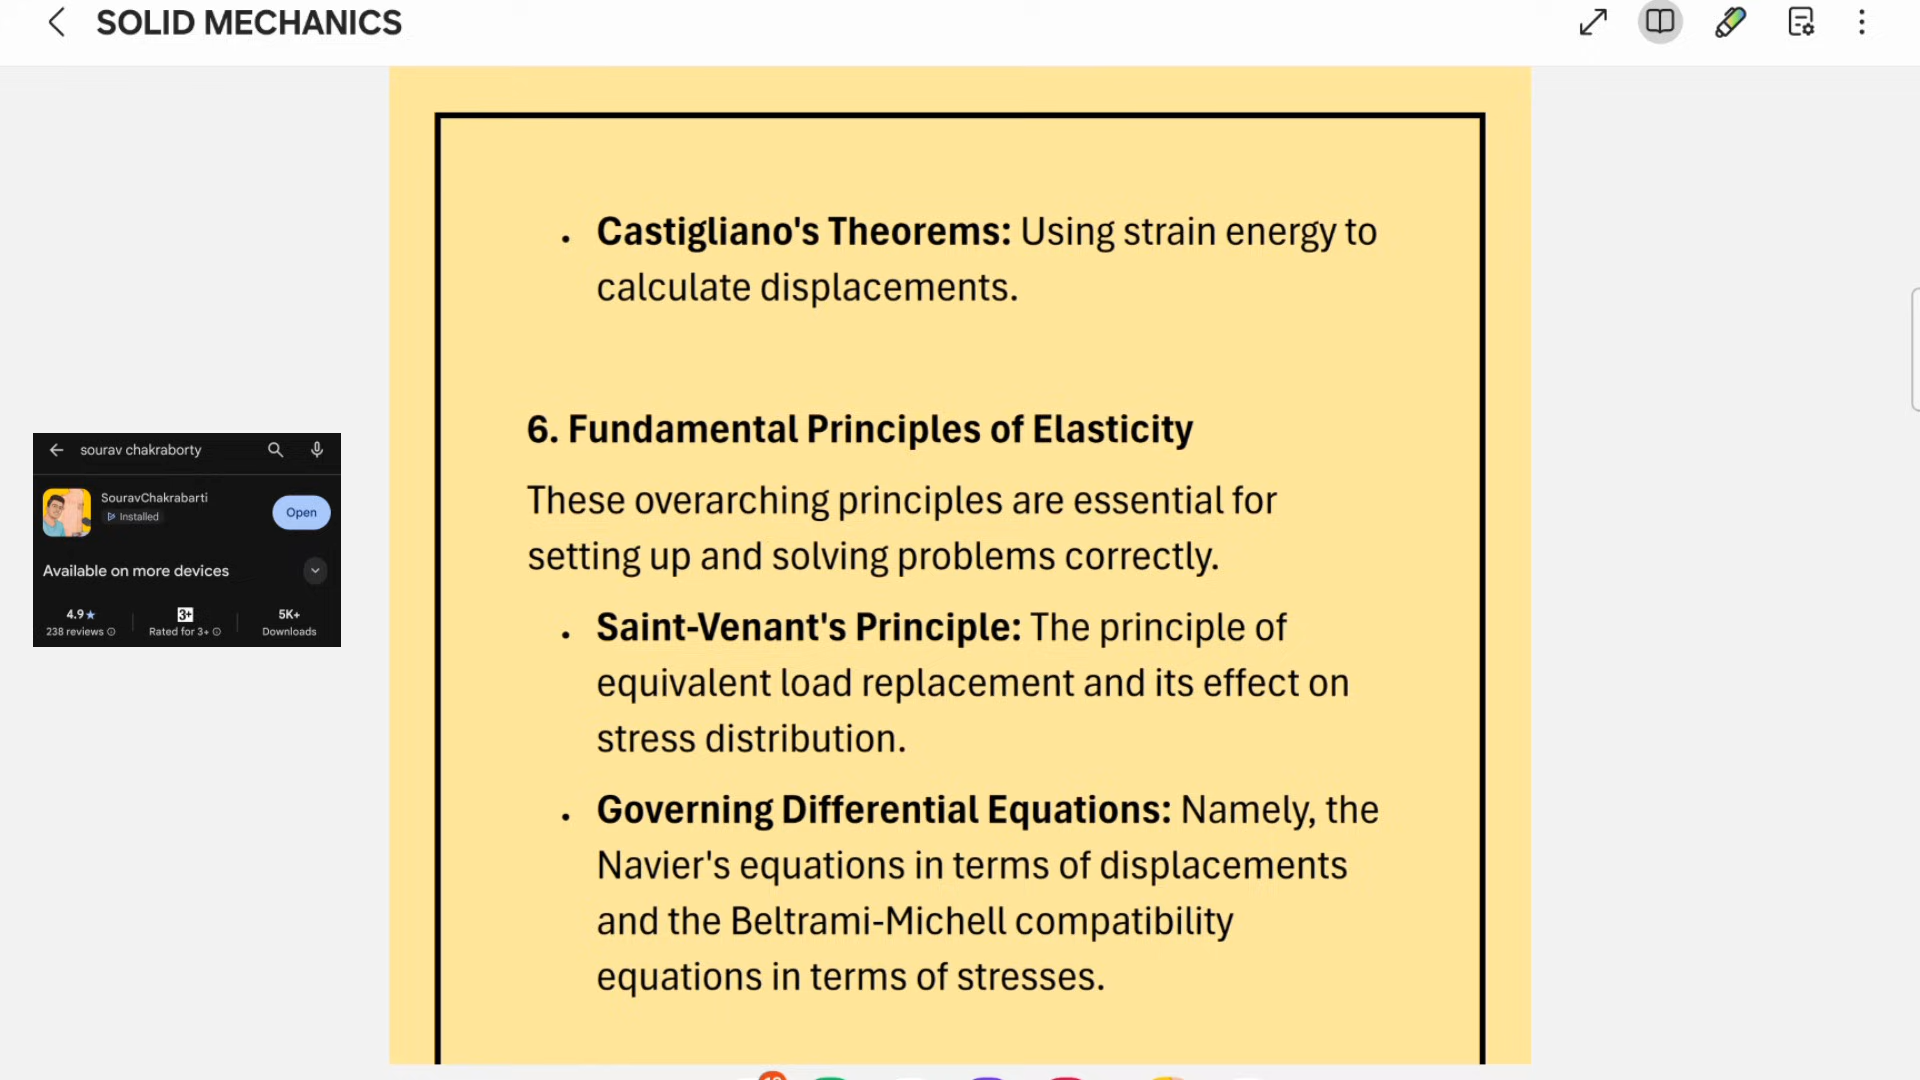 SOLID MECHANICS
• Castigliano's Theorems: Using strain energy to
calculate displacements.
6. Fundamental Principles of Elasticity
These overarching principles are essential for
setting up and solving problems correctly.
• Saint-Venant's Principle: The principle of
equivalent load replacement and its effect on
stress distribution.
• Governing Differential Equations: Namely, the
Navier's equations in terms of displacements
and the Beltrami-Michell compatibility
equations in terms of stresses.
sourav chakraborty
SouravChakrabarti
Installed
Open
Available on more devices
4.9★
238 reviews
3+
Rated for 3+
5K+
Downloads